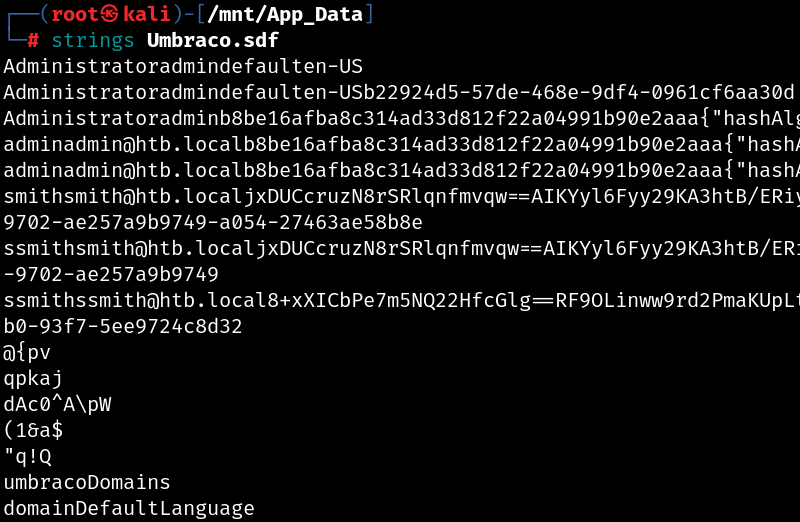 ┌──(root㉿kali)-[/mnt/App_Data]
└─# strings Umbraco.sdf
Administratoradmindefaulten-US
Administratoradmindefaulten-USb22924d5-57de-468e-9df4-0961cf6aa30d
Administratoradminb8be16afba8c314ad33d812f22a04991b90e2aaa{"hashAlg
adminadmin@htb.localb8be16afba8c314ad33d812f22a04991b90e2aaa{"hashA
adminadmin@htb.localb8be16afba8c314ad33d812f22a04991b90e2aaa{"hashA
smithsmith@htb.localjxDUCcruzN8rSRlqnfmvqw==AIKYyl6Fyy29KA3htB/ERiy
9702-ae257a9b9749-a054-27463ae58b8e
ssmithsmith@htb.localjxDUCcruzN8rSRlqnfmvqw==AIKYyl6Fyy29KA3htB/ERi
-9702-ae257a9b9749
ssmithssmith@htb.local8+xXICbPe7m5NQ22HfcGlg==RF9OLinww9rd2PmaKUpLt
b0-93f7-5ee9724c8d32
@{pv
qpkaj
dAc0^A\pW
(1&a$
"q!Q
umbracoDomains
domainDefaultLanguage